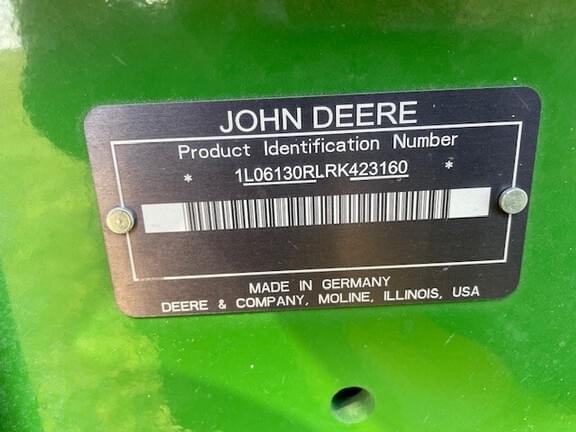 JOHN DEERE
Product Identification Number
* 1L06130RLRK423160 *
MADE IN GERMANY
DEERE & COMPANY, MOLINE, ILLINOIS, USA